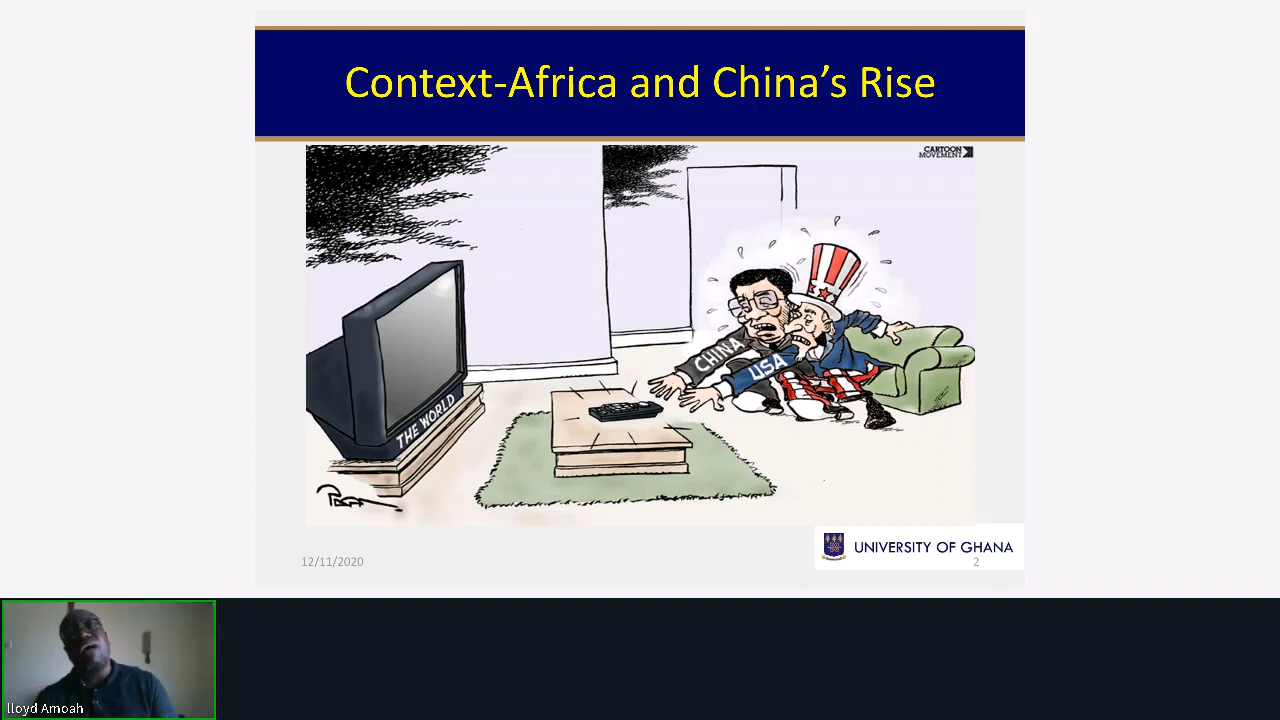 Context-Africa and China's Rise
CARTOON
MOVEMENT
CHINA
USA
THE WORLD
12/11/2020
UNIVERSITY OF GHANA
2
lloyd Amoah